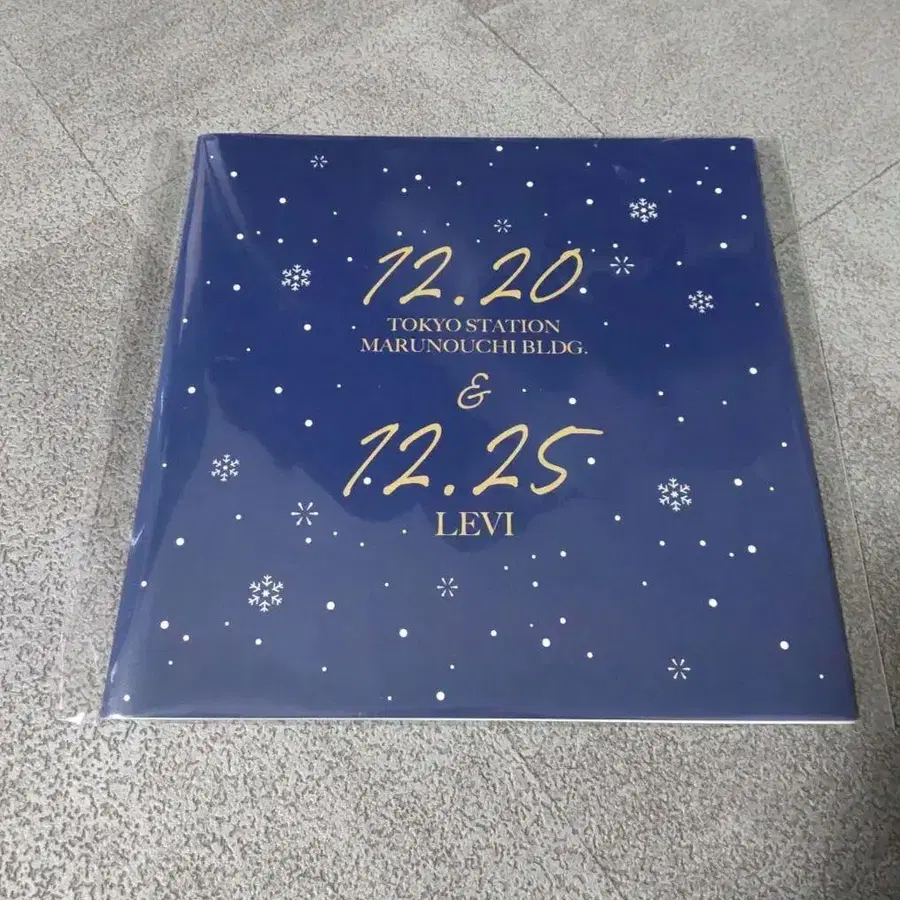 12.20
TOKYO STATION
MARUNOUCHI BLDG.
&
12.25
LEVI